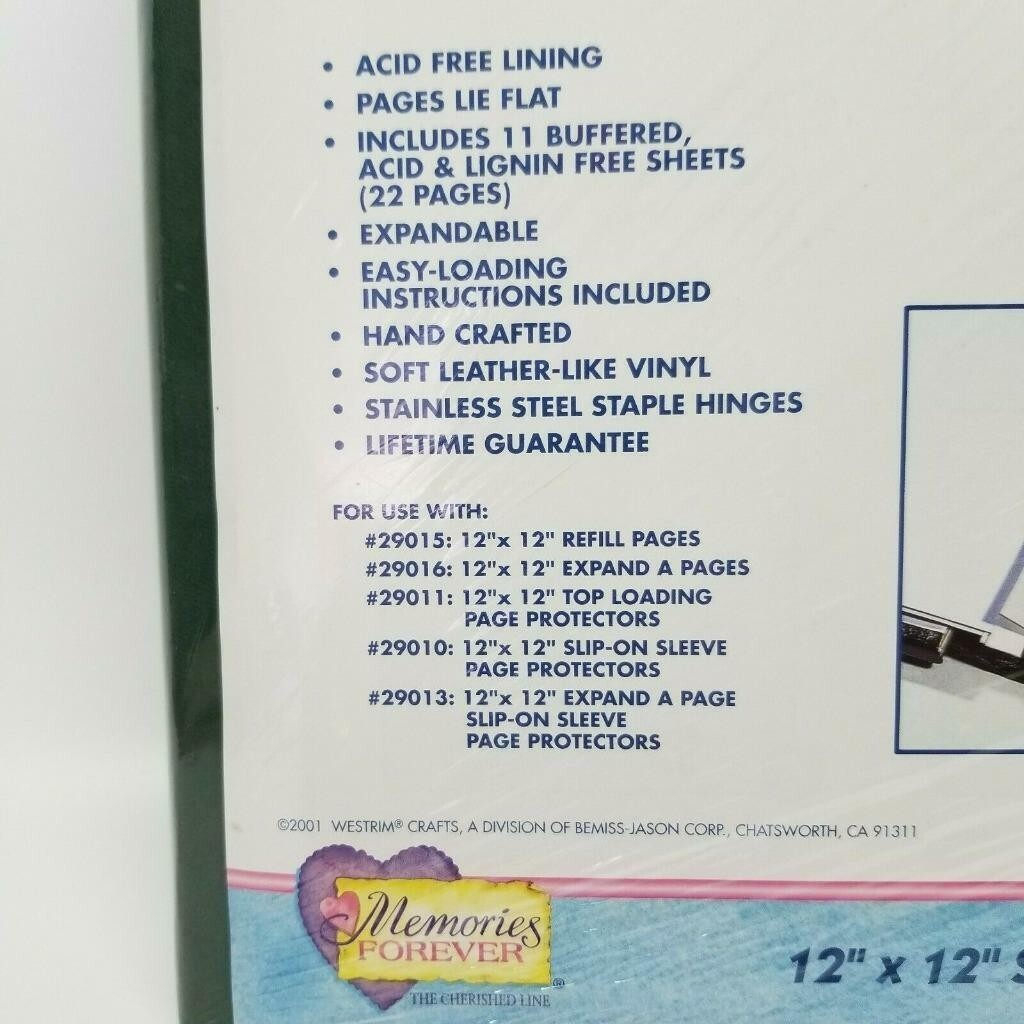 • ACID FREE LINING
• PAGES LIE FLAT
• INCLUDES 11 BUFFERED,
ACID & LIGNIN FREE SHEETS
(22 PAGES)
• EXPANDABLE
• EASY-LOADING
INSTRUCTIONS INCLUDED
• HAND CRAFTED
• SOFT LEATHER-LIKE VINYL
• STAINLESS STEEL STAPLE HINGES
• LIFETIME GUARANTEE
FOR USE WITH:
#29015: 12"x 12" REFILL PAGES
#29016: 12"x 12" EXPAND A PAGES
#29011: 12"x 12" TOP LOADING
PAGE PROTECTORS
#29010: 12"x 12" SLIP-ON SLEEVE
PAGE PROTECTORS
#29013: 12"x 12" EXPAND A PAGE
SLIP-ON SLEEVE
PAGE PROTECTORS
©2001 WESTRIM® CRAFTS, A DIVISION OF BEMISS-JASON CORP., CHATSWORTH, CA 91311
Memories
FOREVER®
THE CHERISHED LINE
12" x 12"